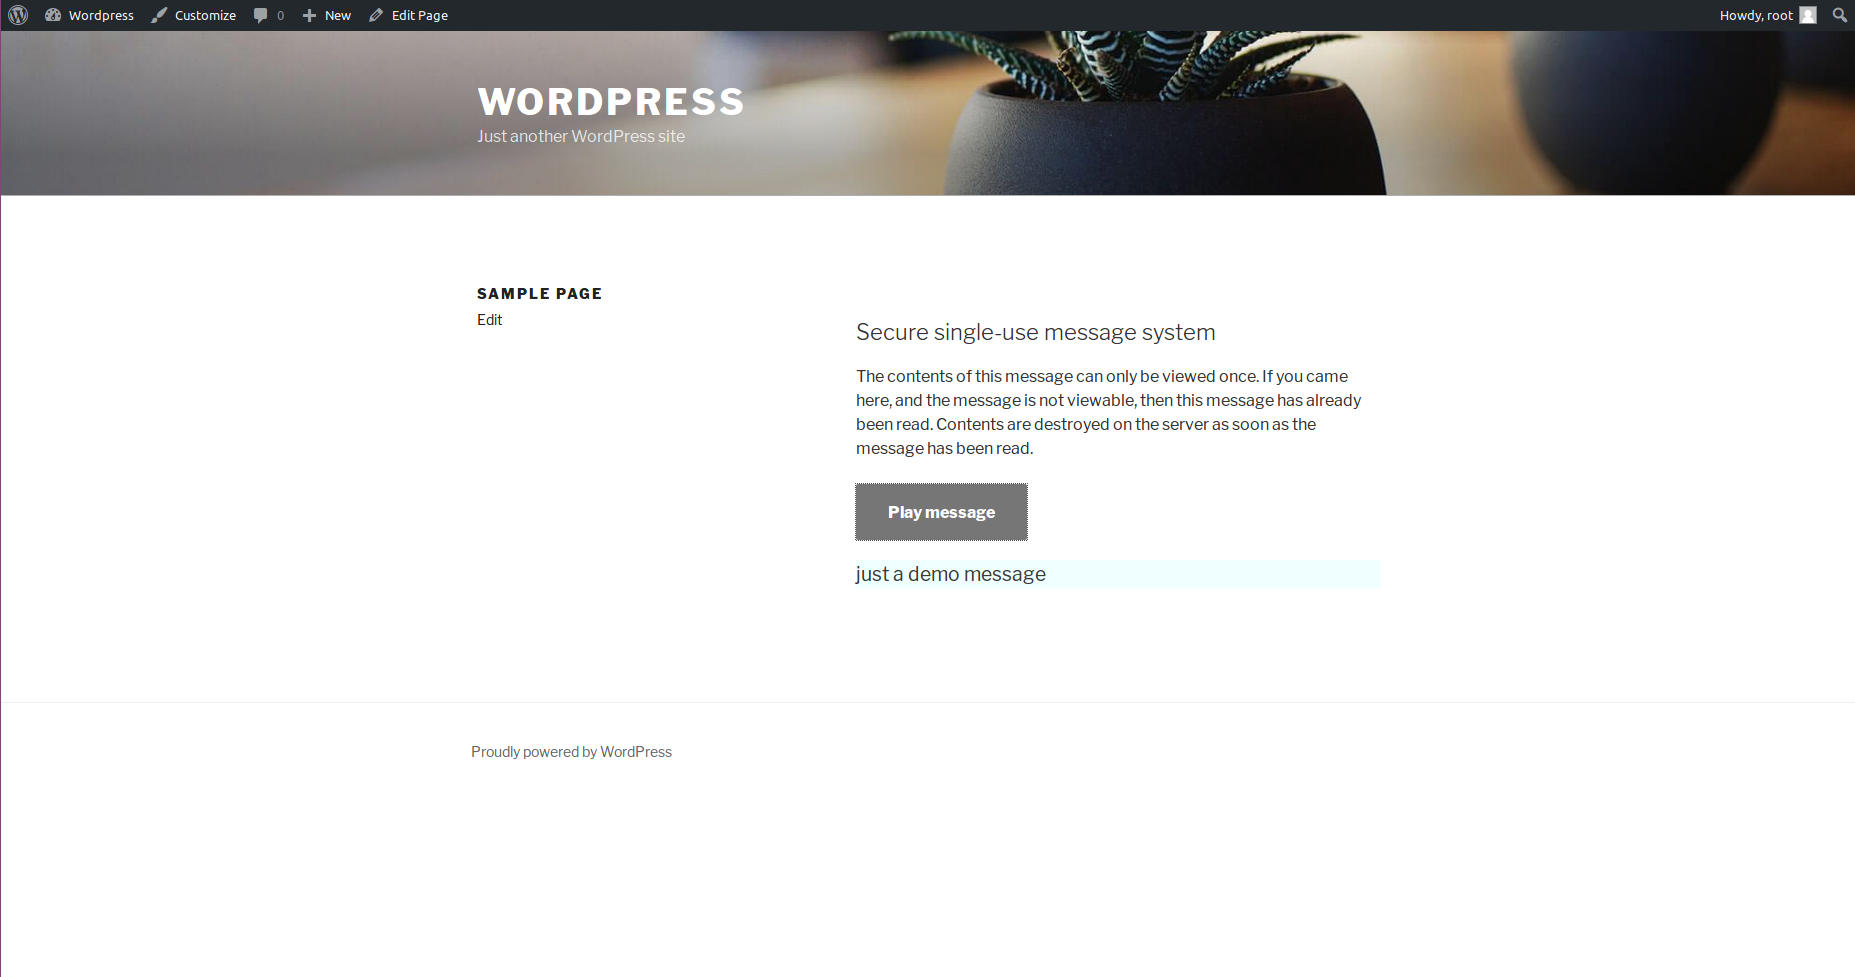 Wordpress Customize 0 New Edit Page Howdy, root
WORDPRESS
Just another WordPress site
SAMPLE PAGE
Edit
Secure single-use message system
The contents of this message can only be viewed once. If you came
here, and the message is not viewable, then this message has already
been read. Contents are destroyed on the server as soon as the
message has been read.
Play message
just a demo message
Proudly powered by WordPress